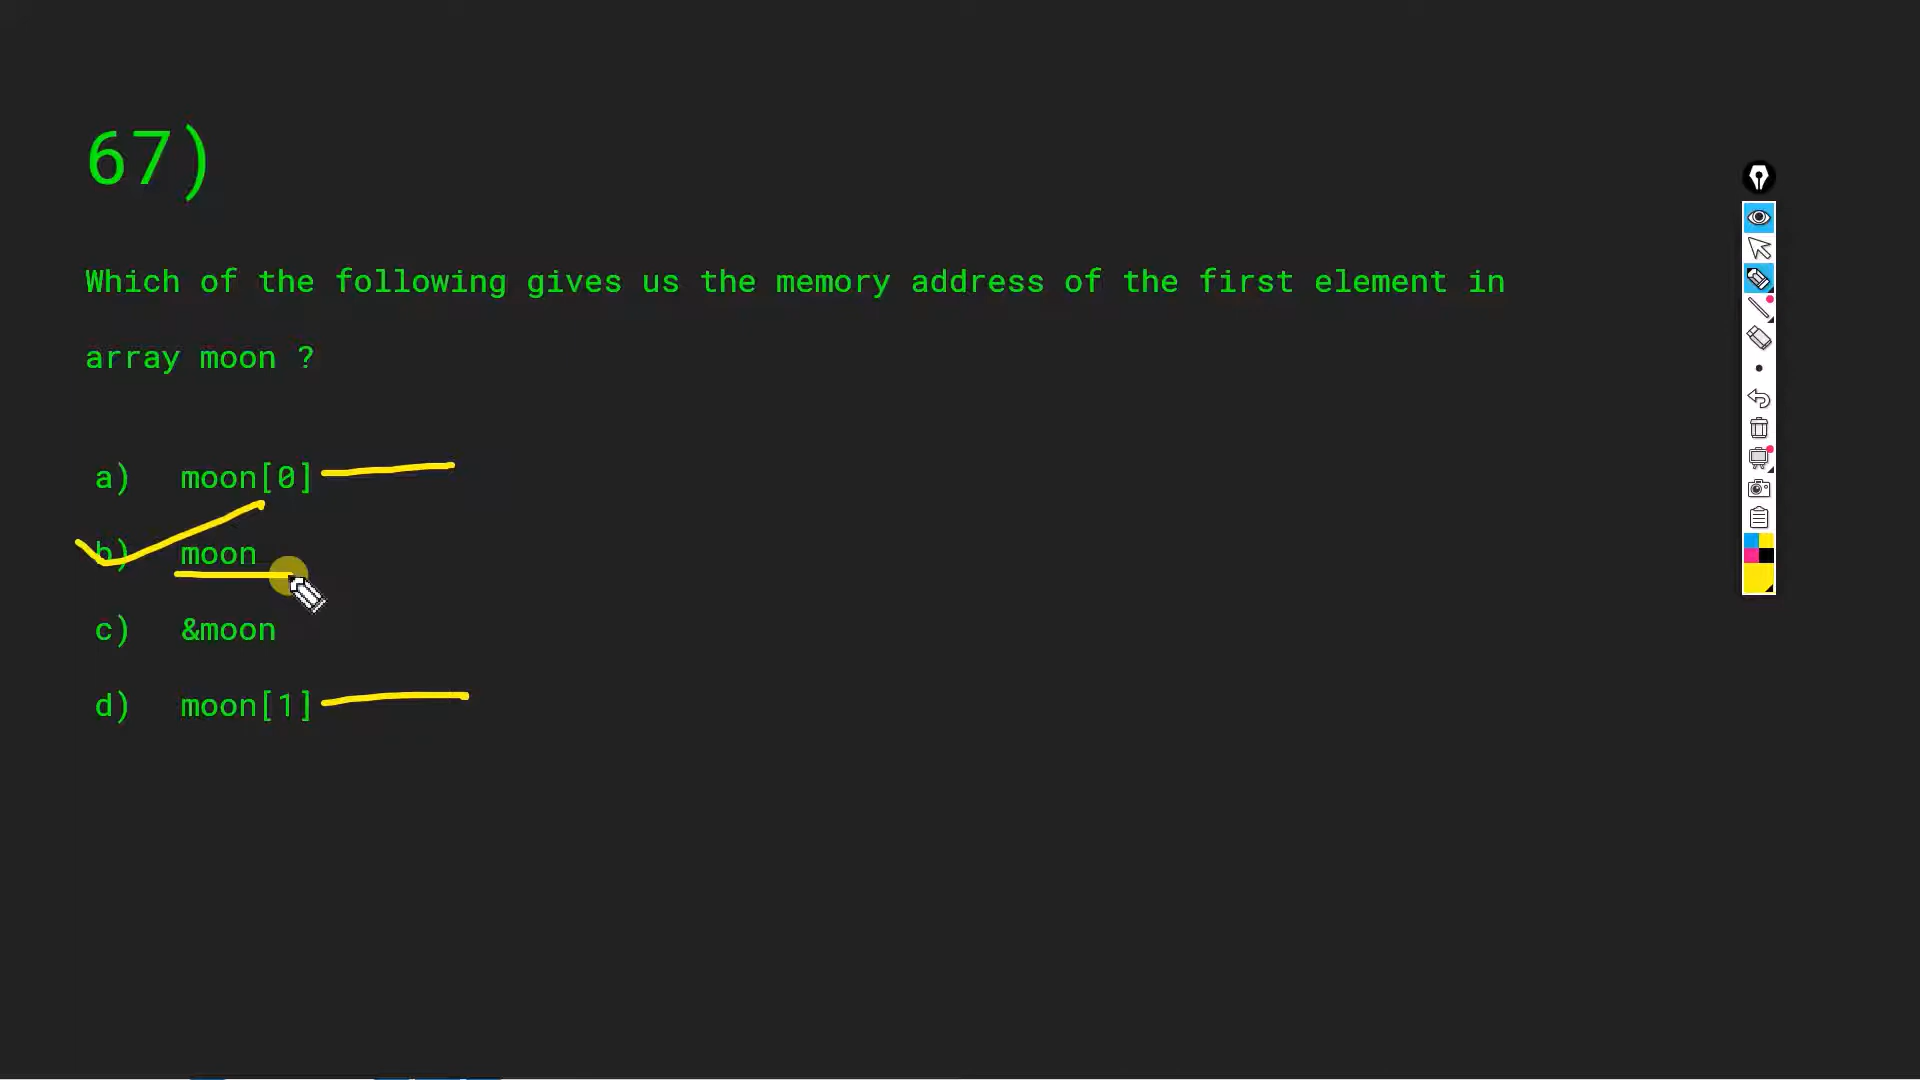 67)
Which of the following gives us the memory address of the first element in
array moon ?
a) moon[0]
b) moon
c) &moon
d) moon[1]